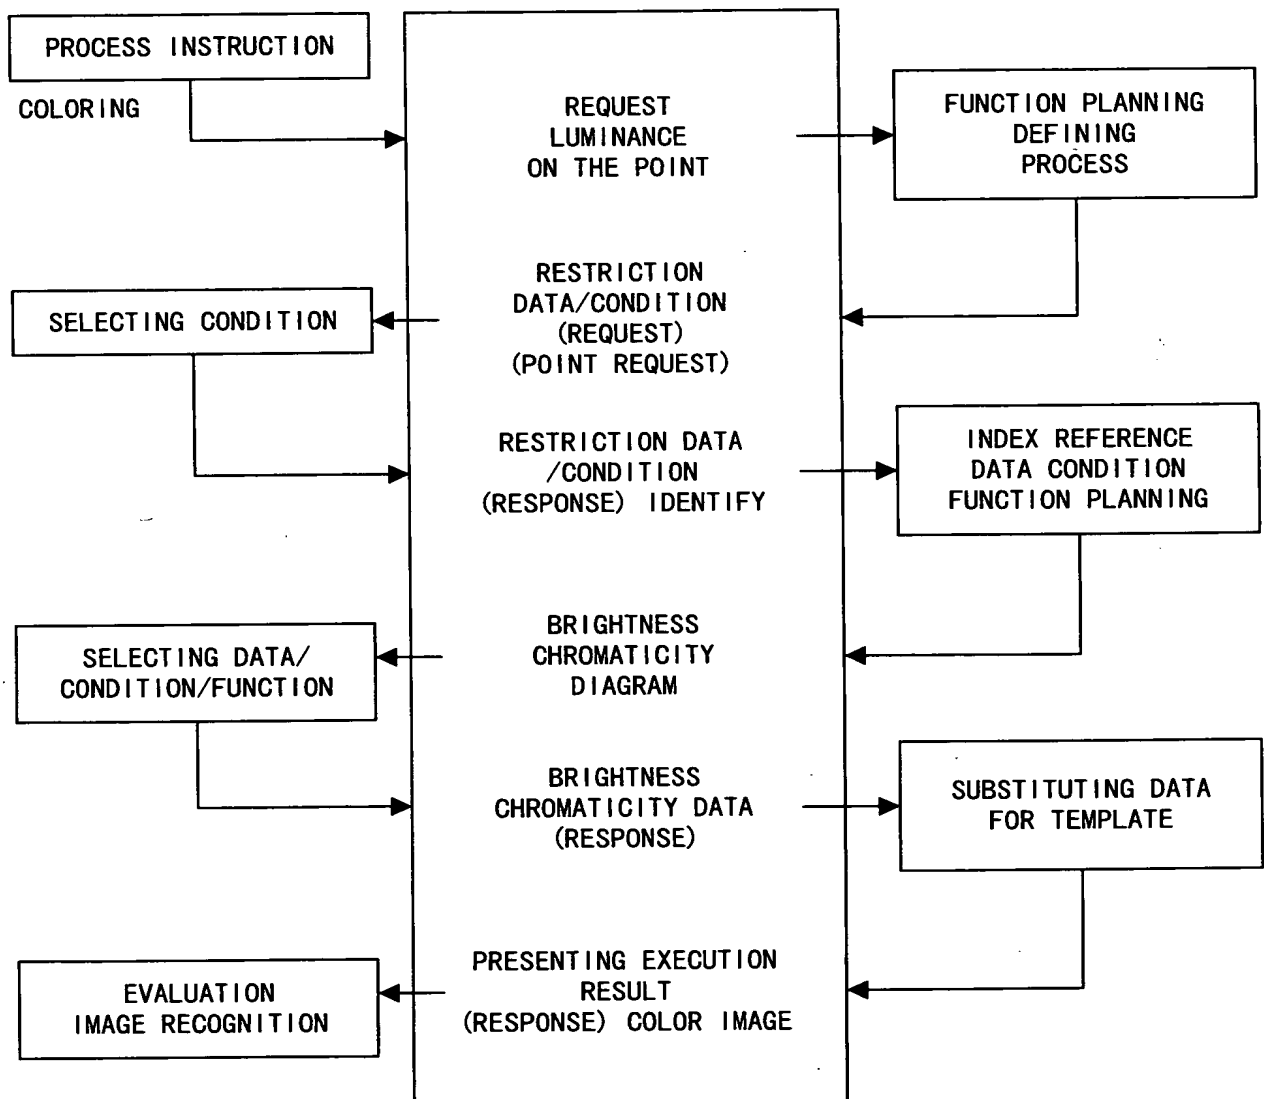 PROCESS INSTRUCTION
COLORING
REQUEST
LUMINANCE
ON THE POINT
FUNCTION PLANNING
DEFINING
PROCESS
RESTRICTION
DATA/CONDITION
(REQUEST)
(POINT REQUEST)
SELECTING CONDITION
RESTRICTION DATA
/CONDITION
(RESPONSE) IDENTIFY
INDEX REFERENCE
DATA CONDITION
FUNCTION PLANNING
BRIGHTNESS
CHROMATICITY
DIAGRAM
SELECTING DATA/
CONDITION/FUNCTION
BRIGHTNESS
CHROMATICITY DATA
(RESPONSE)
SUBSTITUTING DATA
FOR TEMPLATE
PRESENTING EXECUTION
RESULT
(RESPONSE) COLOR IMAGE
EVALUATION
IMAGE RECOGNITION